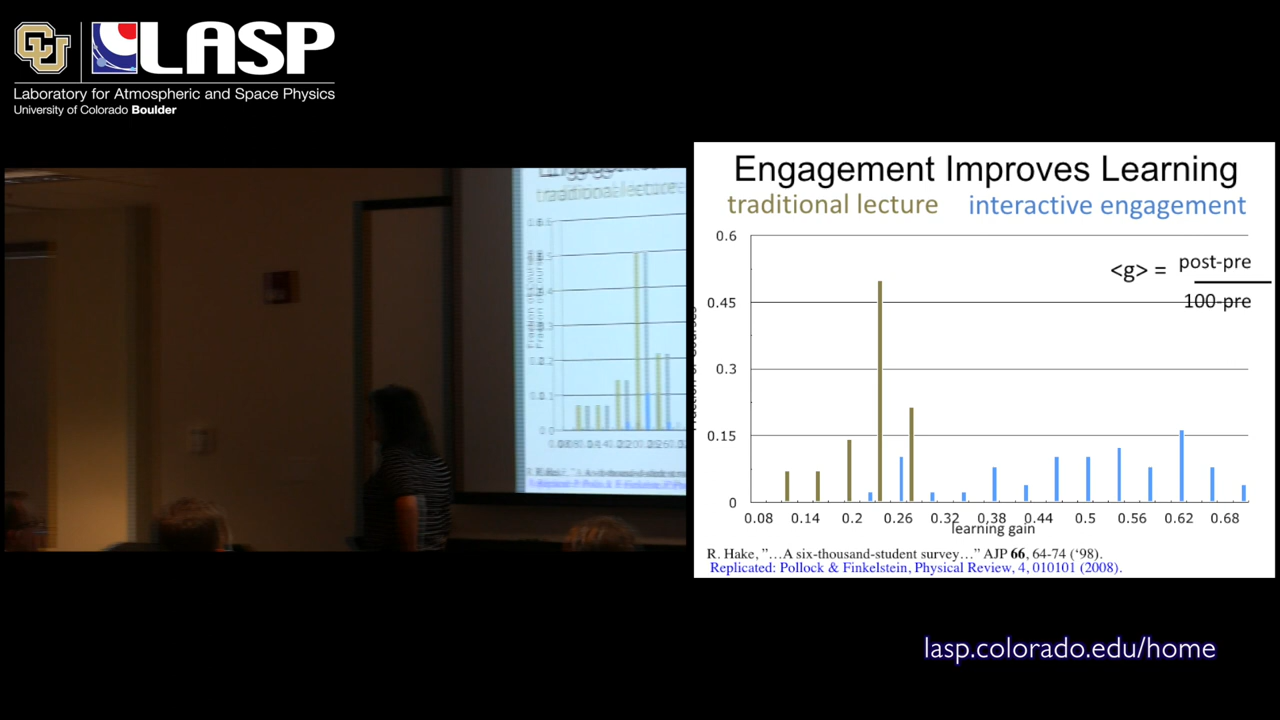 CU
LASP
Laboratory for Atmospheric and Space Physics
University of Colorado Boulder
Engagement Improves Learning
traditional lecture interactive engagement
<g> = post-pre
100-pre
0.6
0.45
0.3
0.15
0
0.08 0.14 0.2 0.26 0.32 0.38 0.44 0.5 0.56 0.62 0.68
learning gain
R. Hake, ”…A six-thousand-student survey…” AJP 66, 64-74 (‘98).
Replicated: Pollock & Finkelstein, Physical Review, 4, 010101 (2008).
lasp.colorado.edu/home